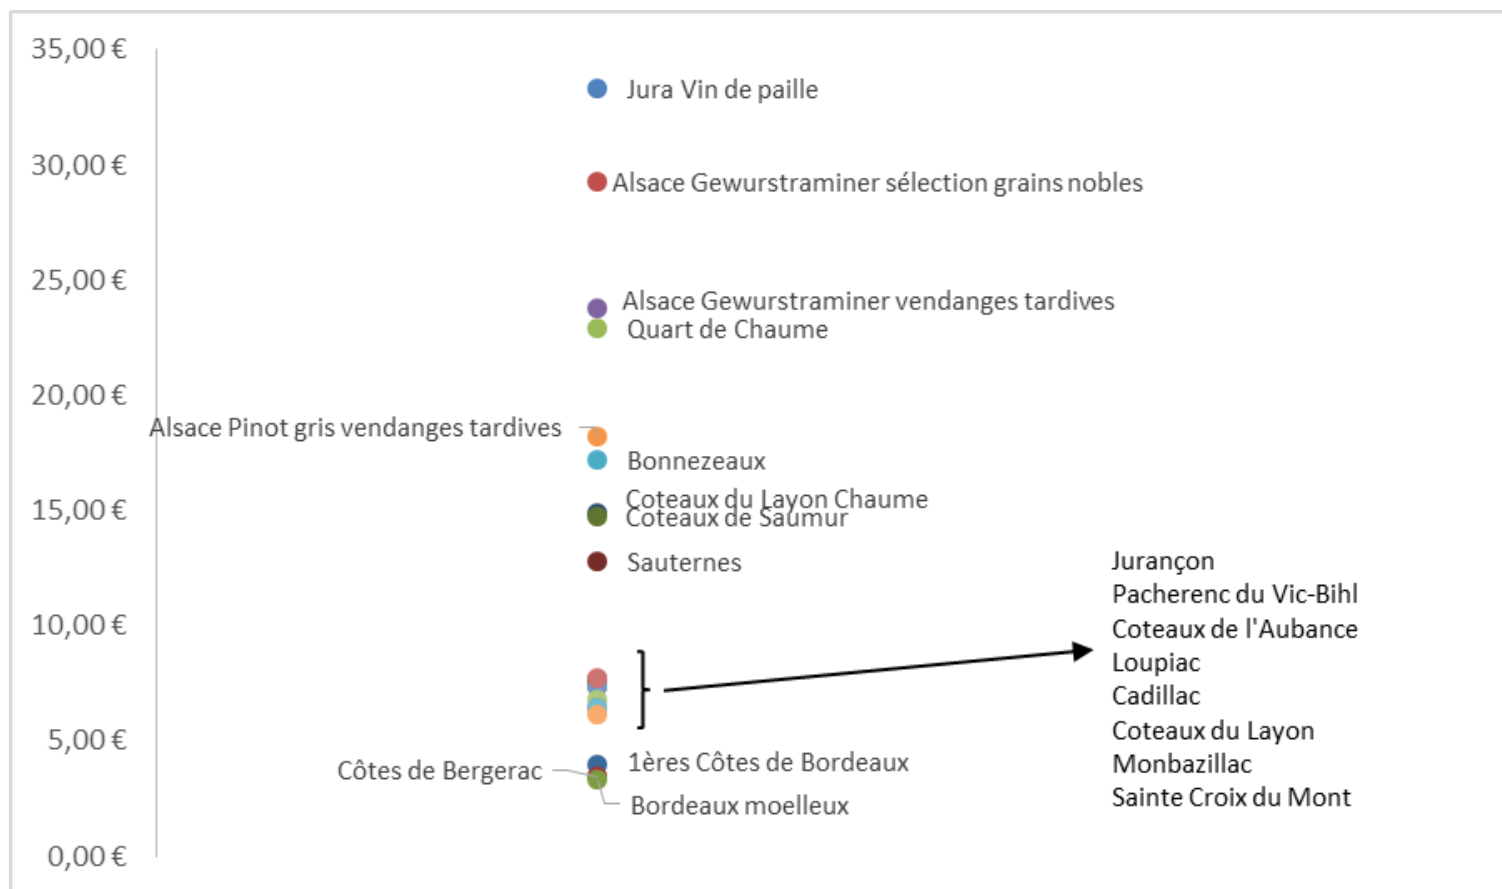 35,00 €
Jura Vin de paille
30,00 €
Alsace Gewurstraminer sélection grains nobles
25,00 €
Alsace Gewurstraminer vendanges tardives
Quart de Chaume
20,00 €
Alsace Pinot gris vendanges tardives
Bonnezeaux
15,00 €
Coteaux du Layon Chaume
Coteaux de Saumur
Sauternes
10,00 €
Jurançon
Pacherenc du Vic-Bihl
Coteaux de l'Aubance
Loupiac
Cadillac
Coteaux du Layon
Monbazillac
Sainte Croix du Mont
5,00 €
1ères Côtes de Bordeaux
Côtes de Bergerac
Bordeaux moelleux
0,00 €